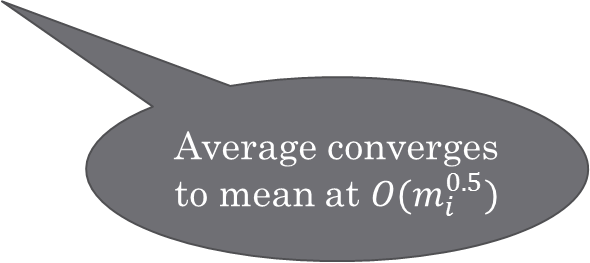 Average converges
to mean at $O(m_i^{0.5})$